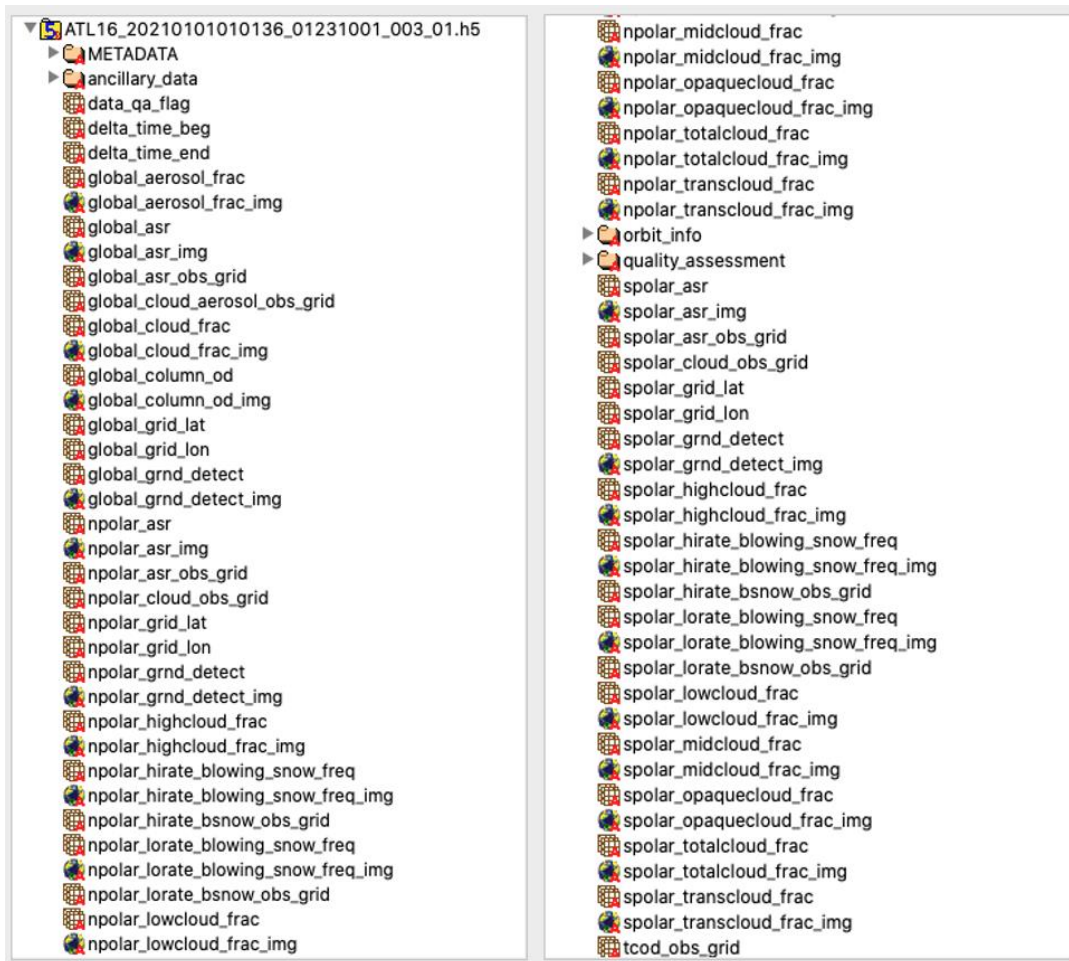 ATL16_20210101010136_01231001_003_01.h5
METADATA
ancillary_data
data_qa_flag
delta_time_beg
delta_time_end
global_aerosol_frac
global_aerosol_frac_img
global_asr
global_asr_img
global_asr_obs_grid
global_cloud_aerosol_obs_grid
global_cloud_frac
global_cloud_frac_img
global_column_od
global_column_od_img
global_grid_lat
global_grid_lon
global_grnd_detect
global_grnd_detect_img
npolar_asr
npolar_asr_img
npolar_asr_obs_grid
npolar_cloud_obs_grid
npolar_grid_lat
npolar_grid_lon
npolar_grnd_detect
npolar_grnd_detect_img
npolar_highcloud_frac
npolar_highcloud_frac_img
npolar_hirate_blowing_snow_freq
npolar_hirate_blowing_snow_freq_img
npolar_hirate_bsnow_obs_grid
npolar_lorate_blowing_snow_freq
npolar_lorate_blowing_snow_freq_img
npolar_lorate_bsnow_obs_grid
npolar_lowcloud_frac
npolar_lowcloud_frac_img
npolar_midcloud_frac
npolar_midcloud_frac_img
npolar_opaquecloud_frac
npolar_opaquecloud_frac_img
npolar_totalcloud_frac
npolar_totalcloud_frac_img
npolar_transcloud_frac
npolar_transcloud_frac_img
orbit_info
quality_assessment
spolar_asr
spolar_asr_img
spolar_asr_obs_grid
spolar_cloud_obs_grid
spolar_grid_lat
spolar_grid_lon
spolar_grnd_detect
spolar_grnd_detect_img
spolar_highcloud_frac
spolar_highcloud_frac_img
spolar_hirate_blowing_snow_freq
spolar_hirate_blowing_snow_freq_img
spolar_hirate_bsnow_obs_grid
spolar_lorate_blowing_snow_freq
spolar_lorate_blowing_snow_freq_img
spolar_lorate_bsnow_obs_grid
spolar_lowcloud_frac
spolar_lowcloud_frac_img
spolar_midcloud_frac
spolar_midcloud_frac_img
spolar_opaquecloud_frac
spolar_opaquecloud_frac_img
spolar_totalcloud_frac
spolar_totalcloud_frac_img
spolar_transcloud_frac
spolar_transcloud_frac_img
tcod_obs_grid